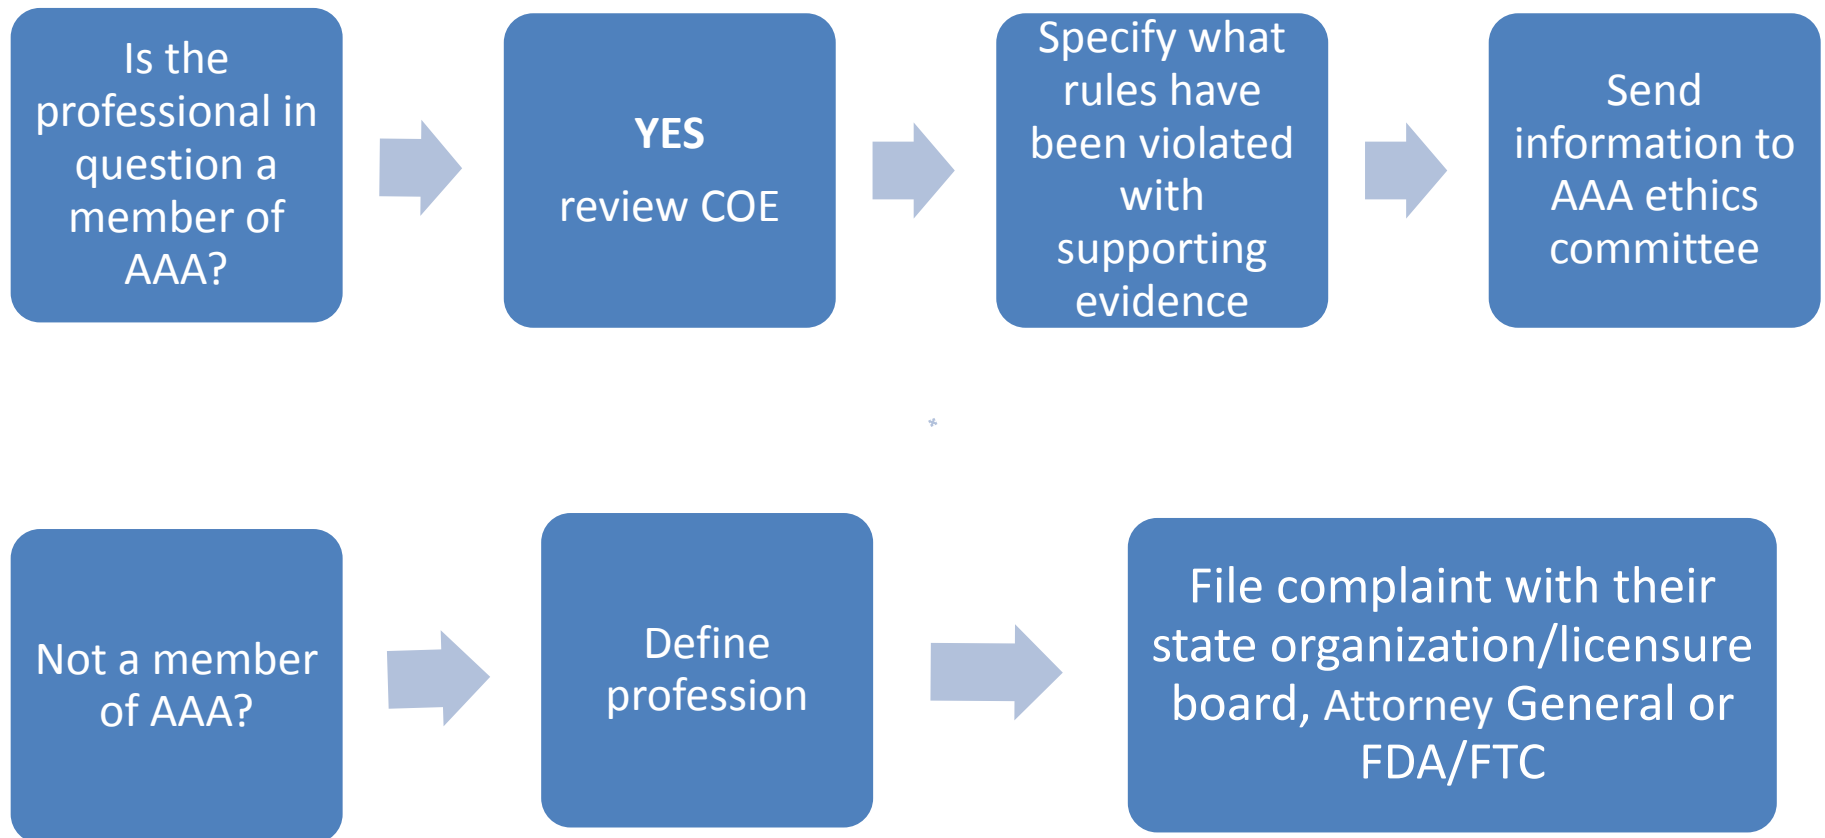 Is the
professional in
question a
member of
AAA?
YES
review COE
Specify what
rules have
been violated
with
supporting
evidence
Send
information to
AAA ethics
committee
Not a member
of AAA?
Define
profession
File complaint with their
state organization/licensure
board, Attorney General or
FDA/FTC